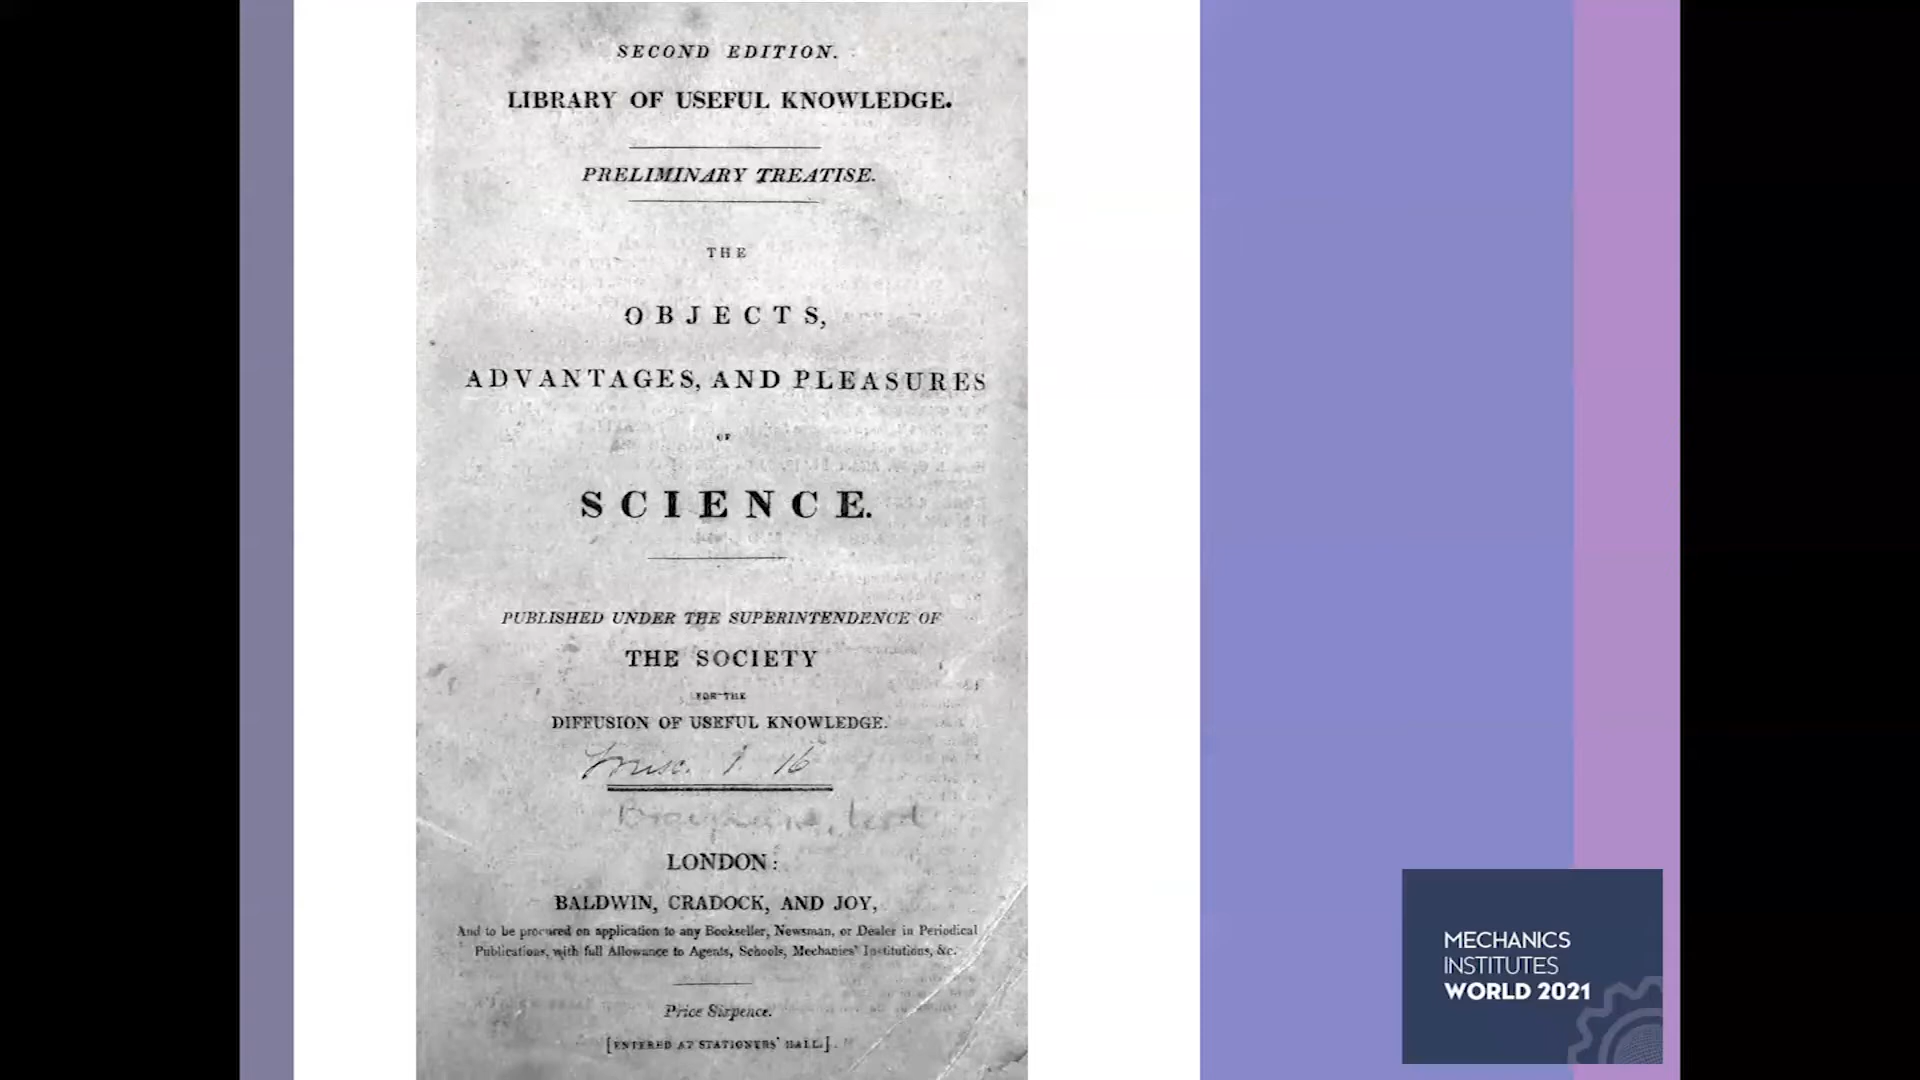 SECOND EDITION.
LIBRARY OF USEFUL KNOWLEDGE.
PRELIMINARY TREATISE.
THE
OBJECTS,
ADVANTAGES, AND PLEASURES
OF
SCIENCE.
PUBLISHED UNDER THE SUPERINTENDENCE OF
THE SOCIETY
FOR THE
DIFFUSION OF USEFUL KNOWLEDGE.
LONDON:
BALDWIN, CRADOCK, AND JOY,
And to be procured on application to any Bookseller, Newsman, or Dealer in Periodical
Publications, with full Allowance to Agents, Schools, Mechanics' Institutions, &c.
Price Sixpence.
[ENTERED AT STATIONERS' HALL.]
MECHANICS
INSTITUTES
WORLD 2021